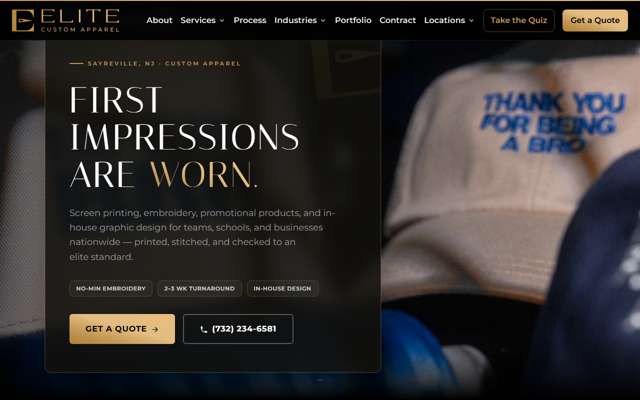 ELITE
CUSTOM APPAREL
About Services Process Industries Portfolio Contract Locations Take the Quiz Get a Quote
SAYREVILLE, NJ · CUSTOM APPAREL
FIRST
IMPRESSIONS
ARE WORN.
Screen printing, embroidery, promotional products, and in-
house graphic design for teams, schools, and businesses
nationwide — printed, stitched, and checked to an
elite standard.
NO-MIN EMBROIDERY 2–3 WK TURNAROUND IN-HOUSE DESIGN
GET A QUOTE → (732) 234-6581
THANK YOU
FOR BEING
A BRO